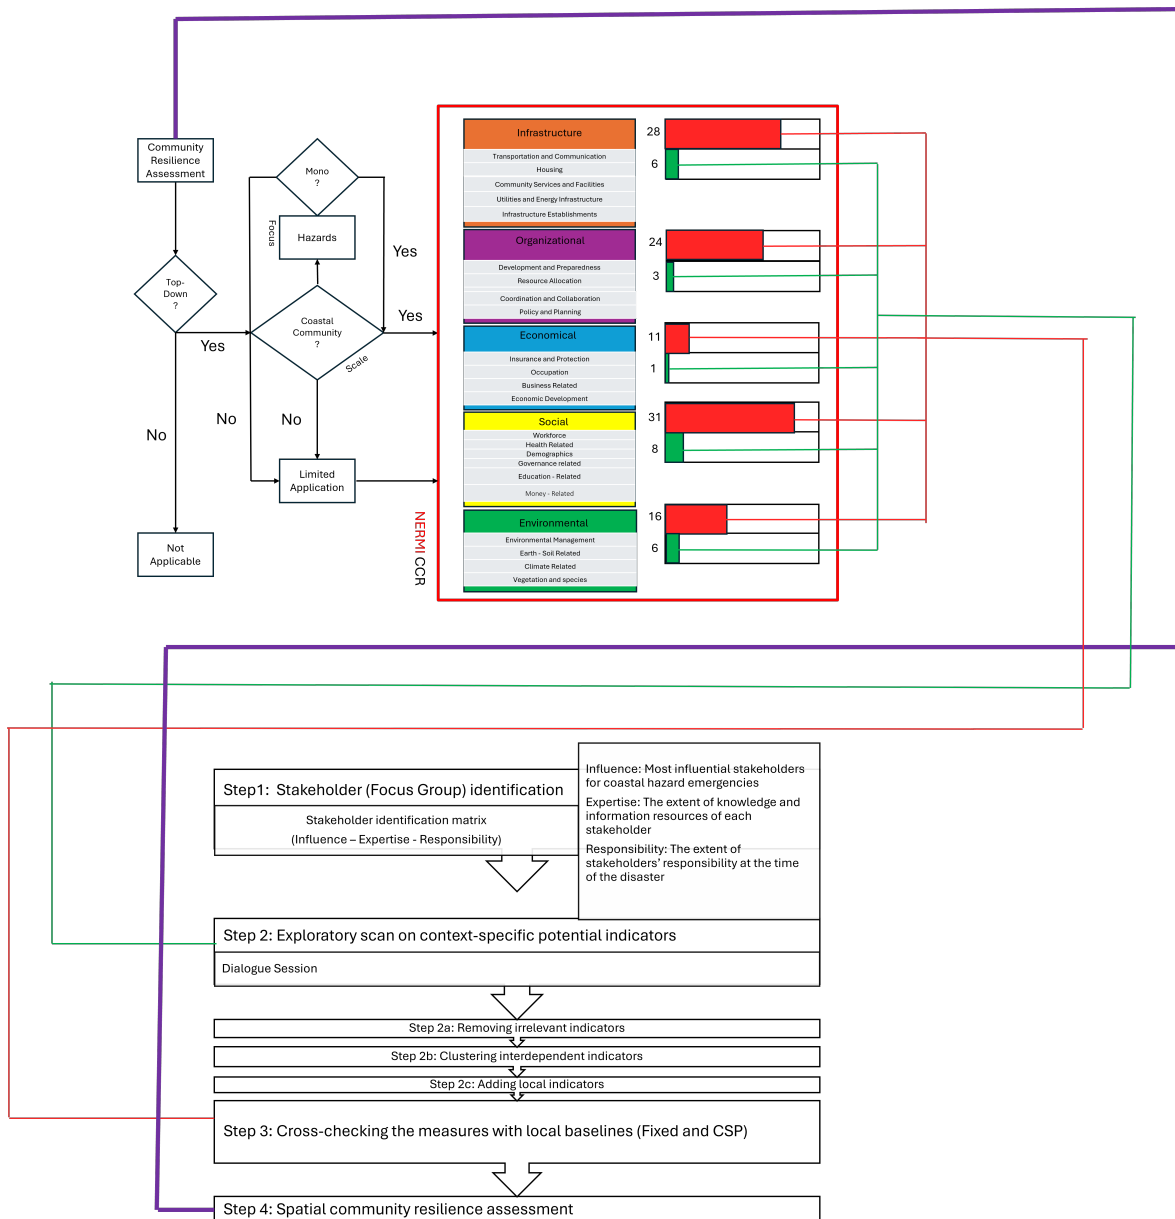 Community
Resilience
Assessment
Top-
Down
?
Yes
No
Not
Applicable
Mono
?
Focus
Hazards
Coastal
Community
?
Scale
Yes
Yes
No
No
Limited
Application
NERMI CCR
Infrastructure
Transportation and Communication
Housing
Community Services and Facilities
Utilities and Energy Infrastructure
Infrastructure Establishments
28
6
Organizational
Development and Preparedness
Resource Allocation
Coordination and Collaboration
Policy and Planning
24
3
Economical
Insurance and Protection
Occupation
Business Related
Economic Development
11
1
Social
Workforce
Health Related
Demographics
Governance related
Education - Related
Money - Related
31
8
Environmental
Environmental Management
Earth - Soil Related
Climate Related
Vegetation and species
16
6
Step1: Stakeholder (Focus Group) identification
Stakeholder identification matrix
(Influence – Expertise - Responsibility)
Influence: Most influential stakeholders
for coastal hazard emergencies
Expertise: The extent of knowledge and
information resources of each
stakeholder
Responsibility: The extent of
stakeholders’ responsibility at the time
of the disaster
Step 2: Exploratory scan on context-specific potential indicators
Dialogue Session
Step 2a: Removing irrelevant indicators
Step 2b: Clustering interdependent indicators
Step 2c: Adding local indicators
Step 3: Cross-checking the measures with local baselines (Fixed and CSP)
Step 4: Spatial community resilience assessment